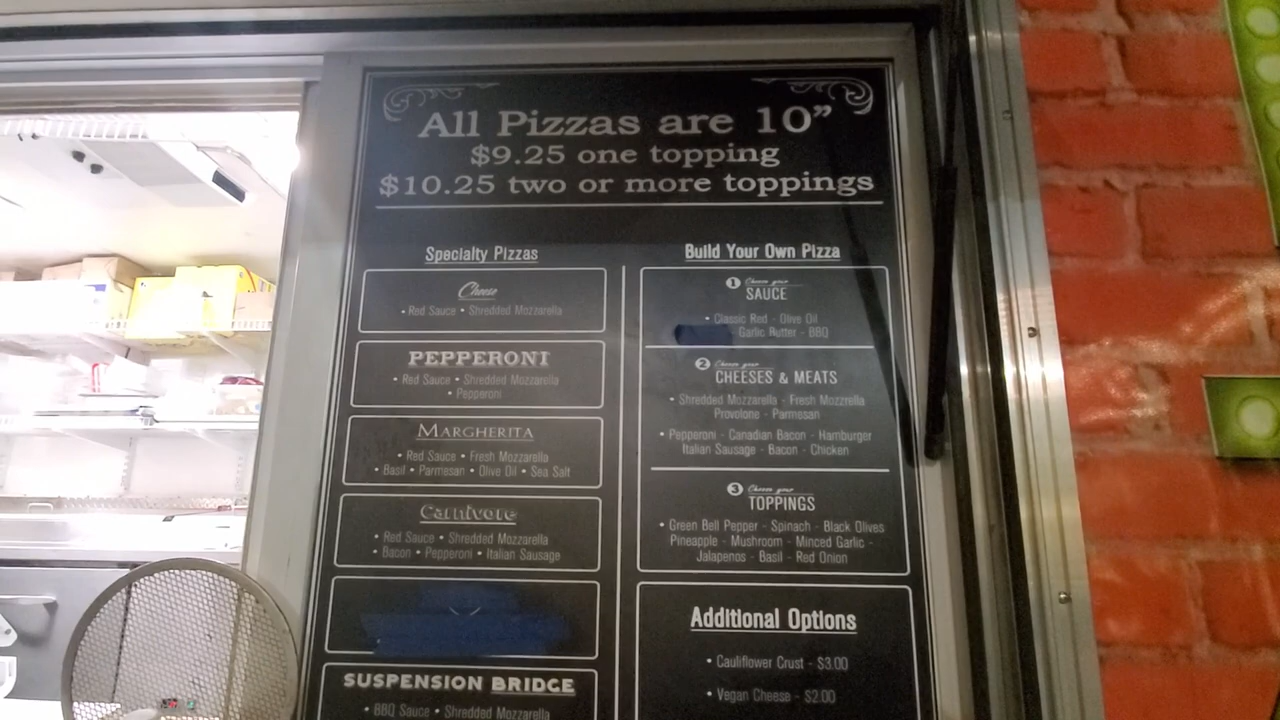 All Pizzas are 10”
$9.25 one topping
$10.25 two or more toppings
Specialty Pizzas
Cheese
• Red Sauce • Shredded Mozzarella
PEPPERONI
• Red Sauce • Shredded Mozzarella
• Pepperoni
MARGHERITA
• Red Sauce • Fresh Mozzarella
• Basil • Parmesan • Olive Oil • Sea Salt
Carnivore
• Red Sauce • Shredded Mozzarella
• Bacon • Pepperoni • Italian Sausage
SUSPENSION BRIDGE
• BBQ Sauce • Shredded Mozzarella
Build Your Own Pizza
1 Choose your
SAUCE
• Classic Red - Olive Oil
Garlic Butter - BBQ
2 Choose your
CHEESES & MEATS
• Shredded Mozzarella - Fresh Mozzrella
Provolone - Parmesan
• Pepperoni - Canadian Bacon - Hamburger
Italian Sausage - Bacon - Chicken
3 Choose your
TOPPINGS
• Green Bell Pepper - Spinach - Black Olives
Pineapple - Mushroom - Minced Garlic -
Jalapenos - Basil - Red Onion
Additional Options
• Cauliflower Crust - $3.00
• Vegan Cheese - $2.00